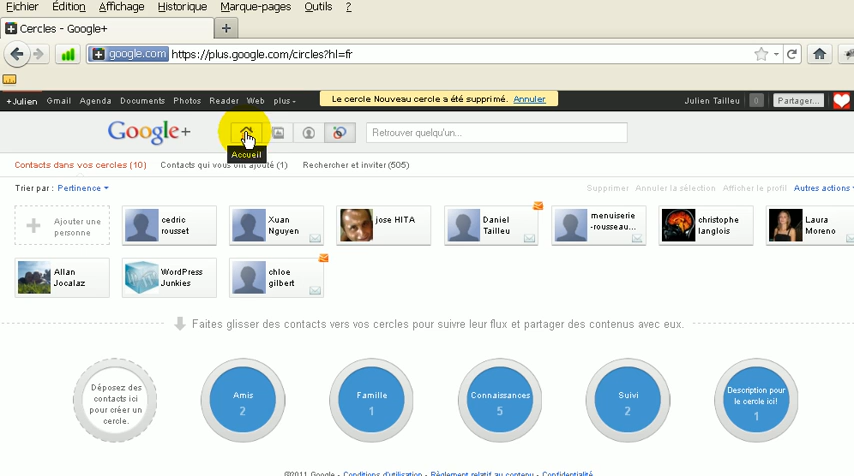 Fichier Édition Affichage Historique Marque-pages Outils ?
Cercles - Google+
google.com https://plus.google.com/circles?hl=fr
+Julien Gmail Agenda Documents Photos Reader Web plus
Le cercle Nouveau cercle a été supprimé. Annuler
Julien Tailleu 0 Partager...
Google+
Retrouver quelqu'un...
Accueil
Contacts dans vos cercles (10) Contacts qui vous ont ajouté (1) Rechercher et inviter (505)
Trier par : Pertinence
Supprimer Annuler la sélection Afficher le profil Autres actions
Ajouter une
personne
cedric
rousset
Xuan
Nguyen
jose HITA
Daniel
Tailleu
menuiserie
-rousseau...
christophe
langlois
Laura
Moreno
Allan
Jocalaz
WordPress
Junkies
chloe
gilbert
Faites glisser des contacts vers vos cercles pour suivre leur flux et partager des contenus avec eux.
Déposez des
contacts ici
pour créer un
cercle.
Amis
2
Famille
1
Connaissances
5
Suivi
2
Description pour
le cercle ici!
1
©2011 Google - Conditions d'utilisation - Règlement relatif au contenu - Confidentialité